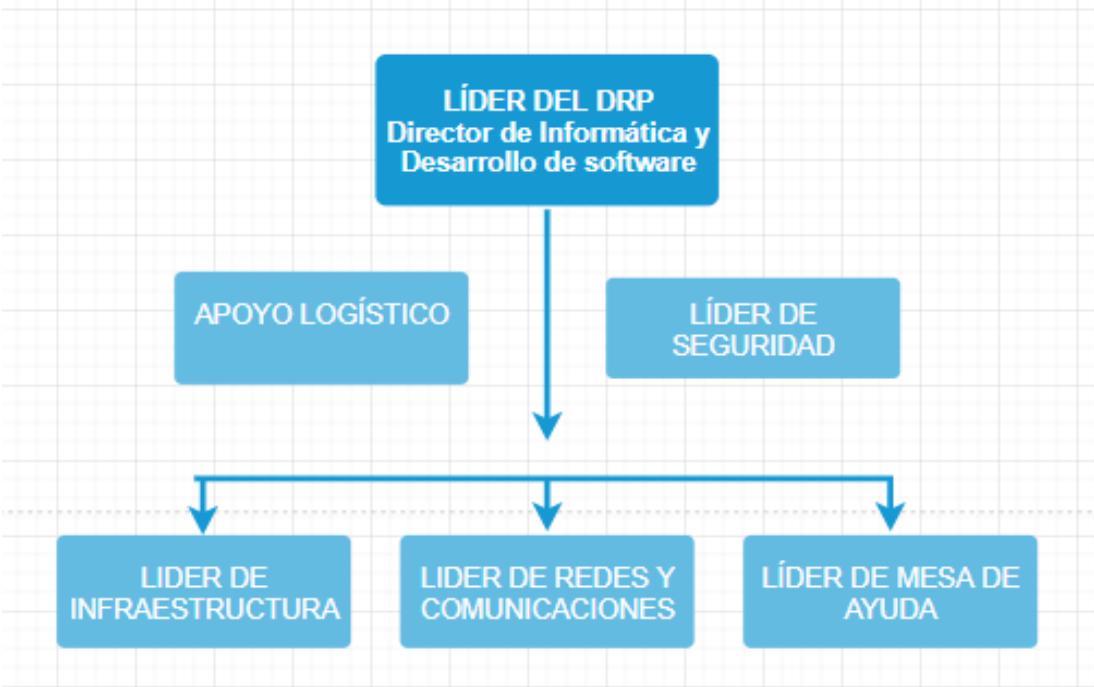 LÍDER DEL DRP
Director de Informática y
Desarrollo de software
APOYO LOGÍSTICO
LÍDER DE
SEGURIDAD
LIDER DE
INFRAESTRUCTURA
LIDER DE REDES Y
COMUNICACIONES
LÍDER DE MESA DE
AYUDA